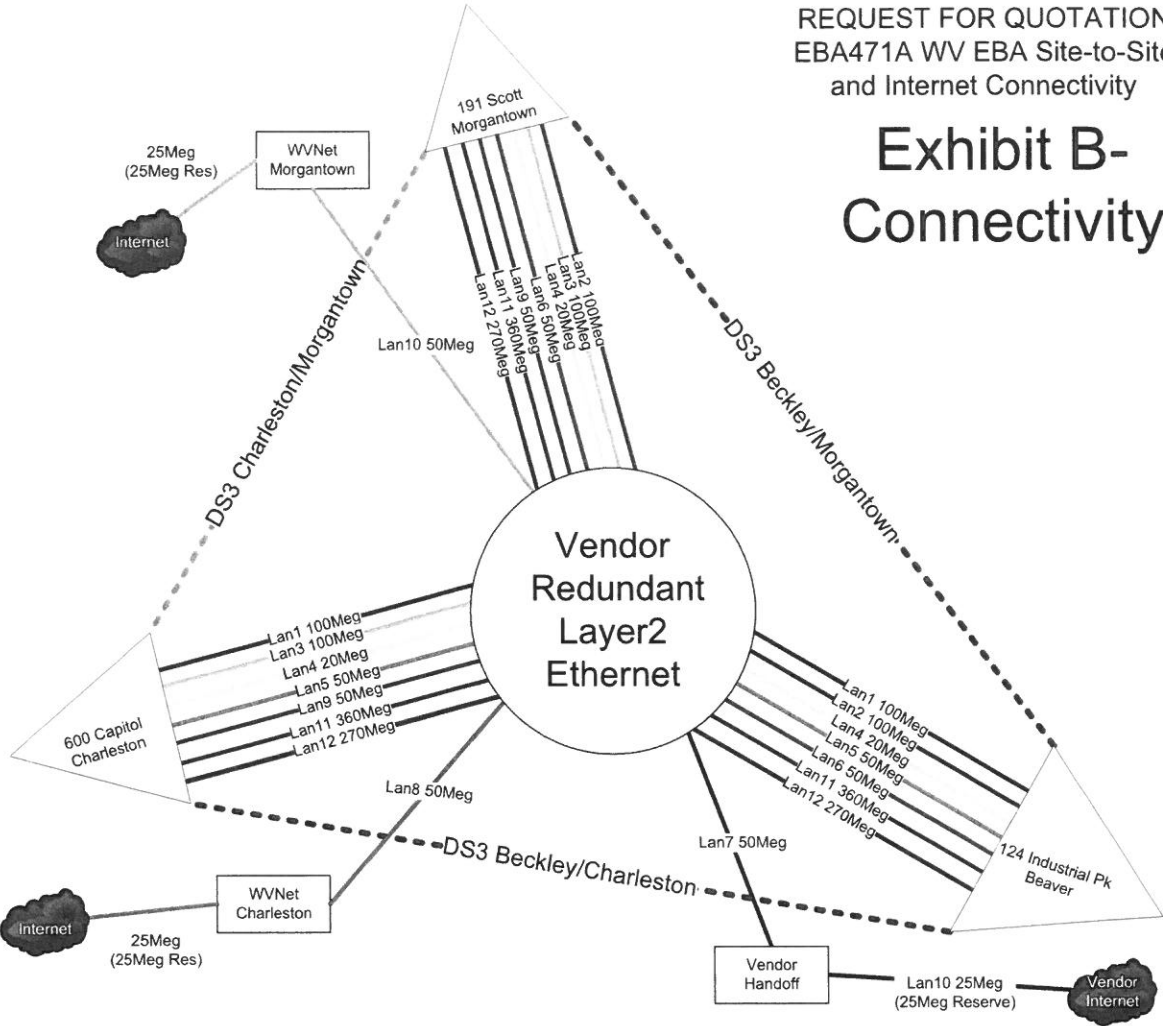 REQUEST FOR QUOTATION
EBA471A WV EBA Site-to-Site
and Internet Connectivity
Exhibit B-
Connectivity
191 Scott
Morgantown
25Meg
(25Meg Res)
WVNet
Morgantown
Internet
Lan12 270Meg
Lan11 360Meg
Lan9 50Meg
Lan6 50Meg
Lan4 20Meg
Lan3 100Meg
Lan2 100Meg
Lan10 50Meg
DS3 Charleston/Morgantown
DS3 Beckley/Morgantown
Vendor
Redundant
Layer2
Ethernet
Lan1 100Meg
Lan3 100Meg
Lan4 20Meg
Lan5 50Meg
Lan9 50Meg
Lan11 360Meg
Lan12 270Meg
600 Capitol
Charleston
Lan1 100Meg
Lan2 100Meg
Lan4 20Meg
Lan5 50Meg
Lan6 50Meg
Lan11 360Meg
Lan12 270Meg
124 Industrial Pk
Beaver
Lan8 50Meg
Lan7 50Meg
DS3 Beckley/Charleston
WVNet
Charleston
Internet
25Meg
(25Meg Res)
Vendor
Handoff
Lan10 25Meg
(25Meg Reserve)
Vendor
Internet